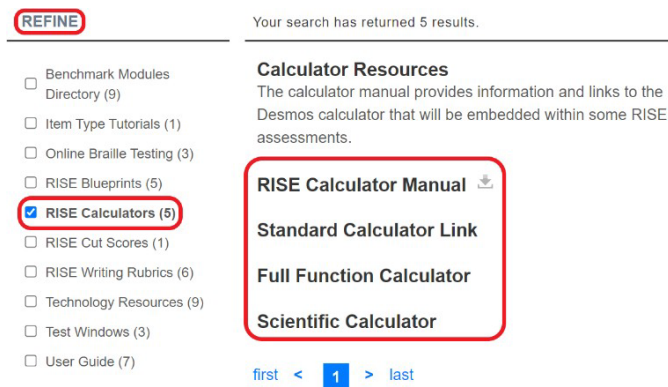 REFINE
Benchmark Modules
Directory (9)
Item Type Tutorials (1)
Online Braille Testing (3)
RISE Blueprints (5)
RISE Calculators (5)
RISE Cut Scores (1)
RISE Writing Rubrics (6)
Technology Resources (9)
Test Windows (3)
User Guide (7)
Your search has returned 5 results.
Calculator Resources
The calculator manual provides information and links to the
Desmos calculator that will be embedded within some RISE
assessments.
RISE Calculator Manual
Standard Calculator Link
Full Function Calculator
Scientific Calculator
first < 1 > last